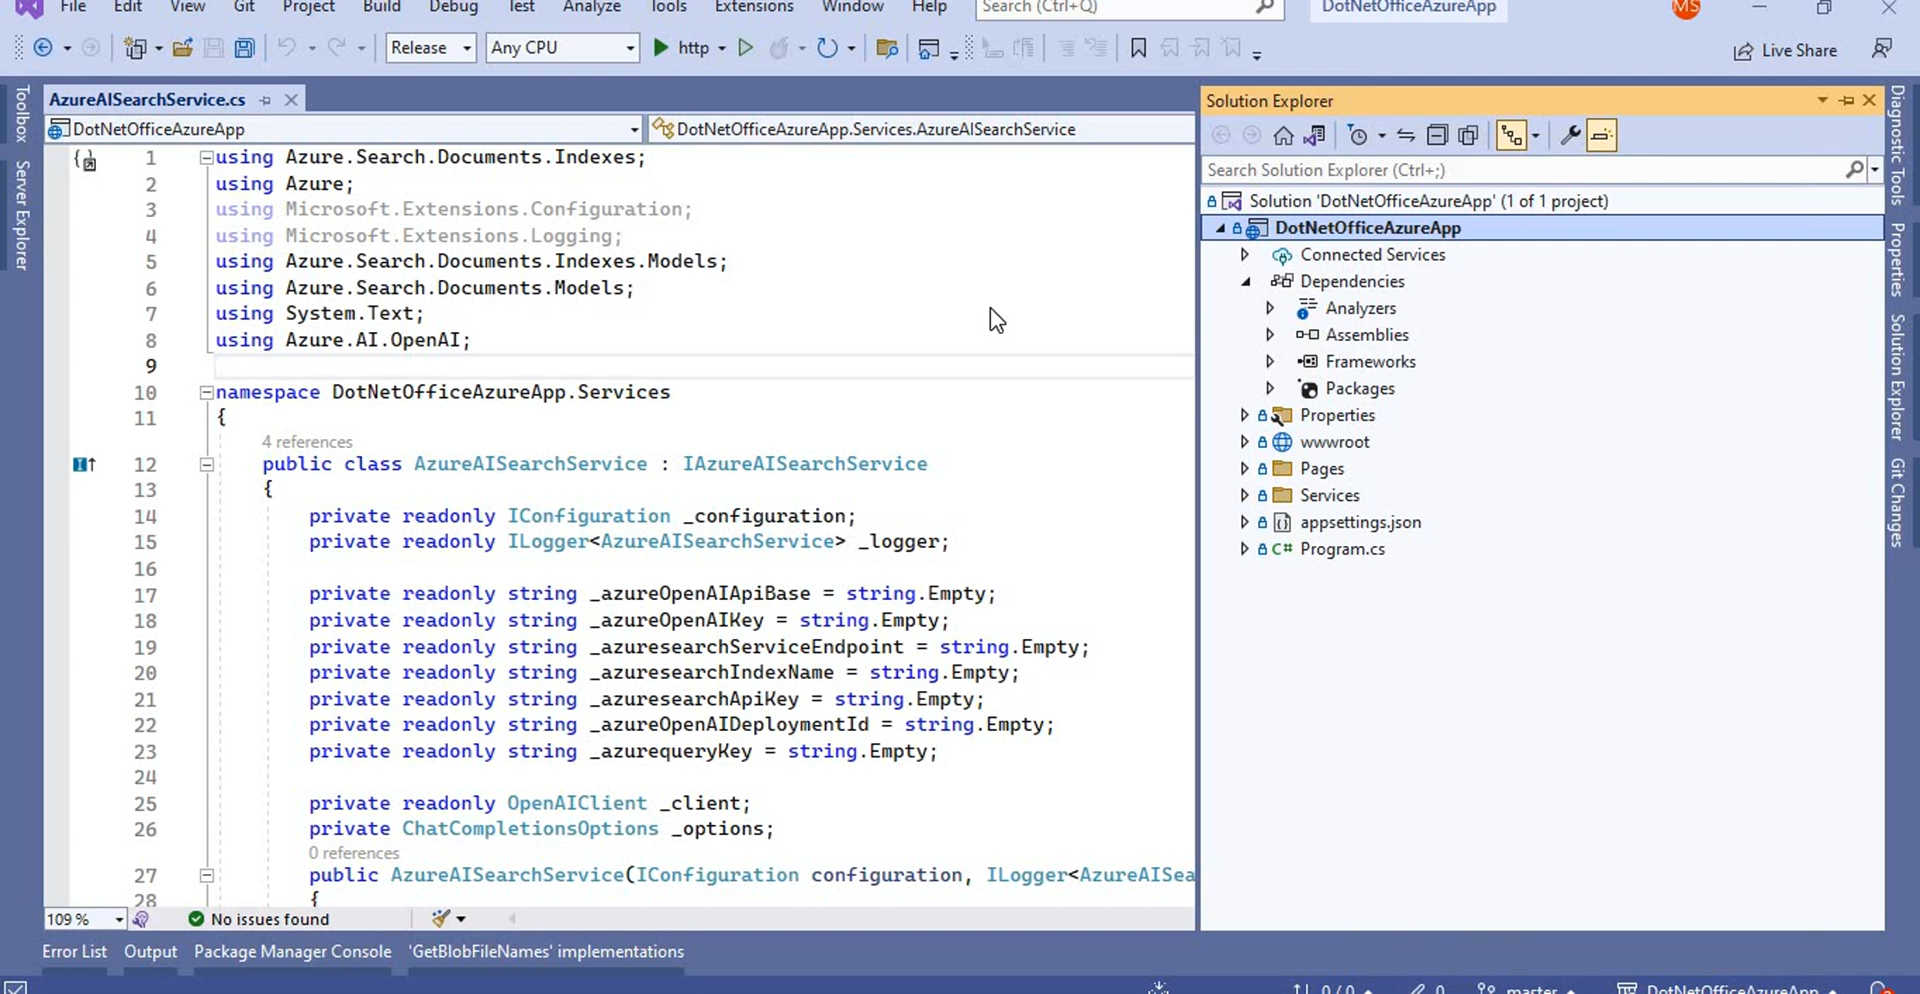 File Edit View Git Project Build Debug Test Analyze Tools Extensions Window Help Search (Ctrl+Q) DotNetOfficeAzureApp MS
Release Any CPU http Live Share
Toolbox
Server Explorer
AzureAISearchService.cs
DotNetOfficeAzureApp DotNetOfficeAzureApp.Services.AzureAISearchService
1 using Azure.Search.Documents.Indexes;
2 using Azure;
3 using Microsoft.Extensions.Configuration;
4 using Microsoft.Extensions.Logging;
5 using Azure.Search.Documents.Indexes.Models;
6 using Azure.Search.Documents.Models;
7 using System.Text;
8 using Azure.AI.OpenAI;
9
10 namespace DotNetOfficeAzureApp.Services
11 {
4 references
12 public class AzureAISearchService : IAzureAISearchService
13 {
14 private readonly IConfiguration _configuration;
15 private readonly ILogger<AzureAISearchService> _logger;
16
17 private readonly string _azureOpenAIApiBase = string.Empty;
18 private readonly string _azureOpenAIKey = string.Empty;
19 private readonly string _azuresearchServiceEndpoint = string.Empty;
20 private readonly string _azuresearchIndexName = string.Empty;
21 private readonly string _azuresearchApiKey = string.Empty;
22 private readonly string _azureOpenAIDeploymentId = string.Empty;
23 private readonly string _azurequeryKey = string.Empty;
24
25 private readonly OpenAIClient _client;
26 private ChatCompletionsOptions _options;
0 references
27 public AzureAISearchService(IConfiguration configuration, ILogger<AzureAISea
28 {
109 % No issues found
Solution Explorer
Search Solution Explorer (Ctrl+;)
Solution 'DotNetOfficeAzureApp' (1 of 1 project)
DotNetOfficeAzureApp
Connected Services
Dependencies
Analyzers
Assemblies
Frameworks
Packages
Properties
wwwroot
Pages
Services
appsettings.json
C# Program.cs
Diagnostic Tools
Properties
Solution Explorer
Git Changes
Error List Output Package Manager Console 'GetBlobFileNames' implementations
0 / 0 0 master DotNetOfficeAzureApp